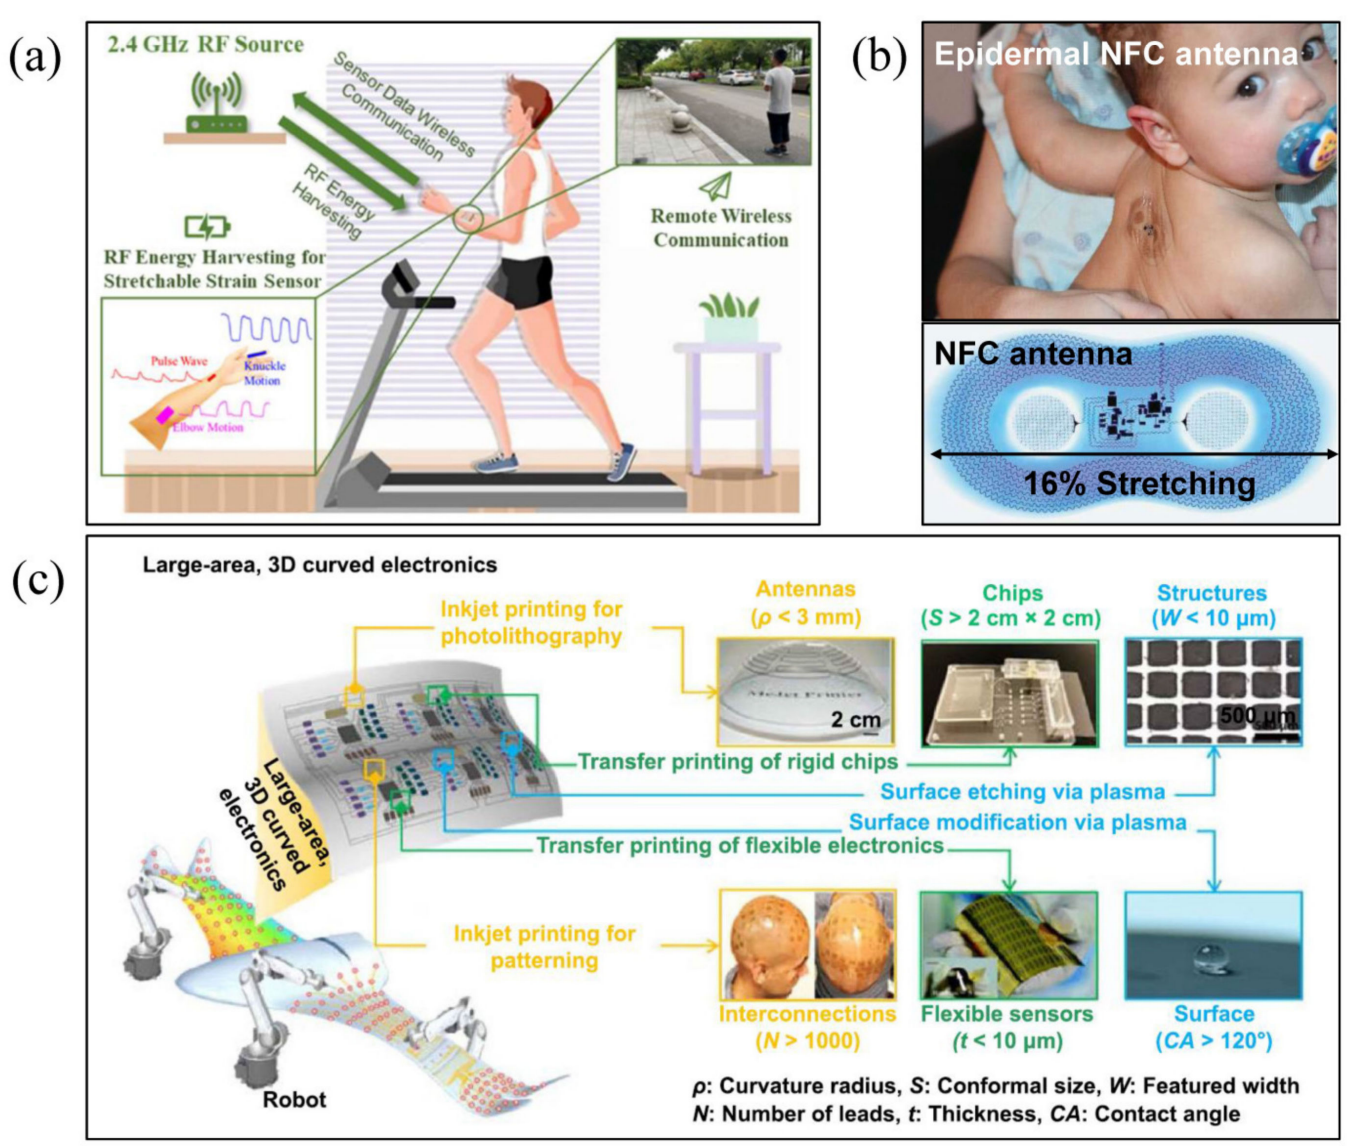 (a)
2.4 GHz RF Source
Sensor Data Wireless
Communication
RF Energy
Harvesting
RF Energy Harvesting for
Stretchable Strain Sensor
Pulse Wave
Knuckle
Motion
Elbow Motion
Remote Wireless
Communication
(b)
Epidermal NFC antenna
NFC antenna
16% Stretching
(c)
Large-area, 3D curved electronics
Inkjet printing for
photolithography
Antennas
(ρ < 3 mm)
Chips
(S > 2 cm × 2 cm)
Structures
(W < 10 μm)
2 cm
500 μm
Transfer printing of rigid chips
Surface etching via plasma
Surface modification via plasma
Transfer printing of flexible electronics
Large-area,
3D curved
electronics
Inkjet printing for
patterning
Interconnections
(N > 1000)
Flexible sensors
(t < 10 μm)
Surface
(CA > 120°)
Robot
ρ: Curvature radius, S: Conformal size, W: Featured width
N: Number of leads, t: Thickness, CA: Contact angle